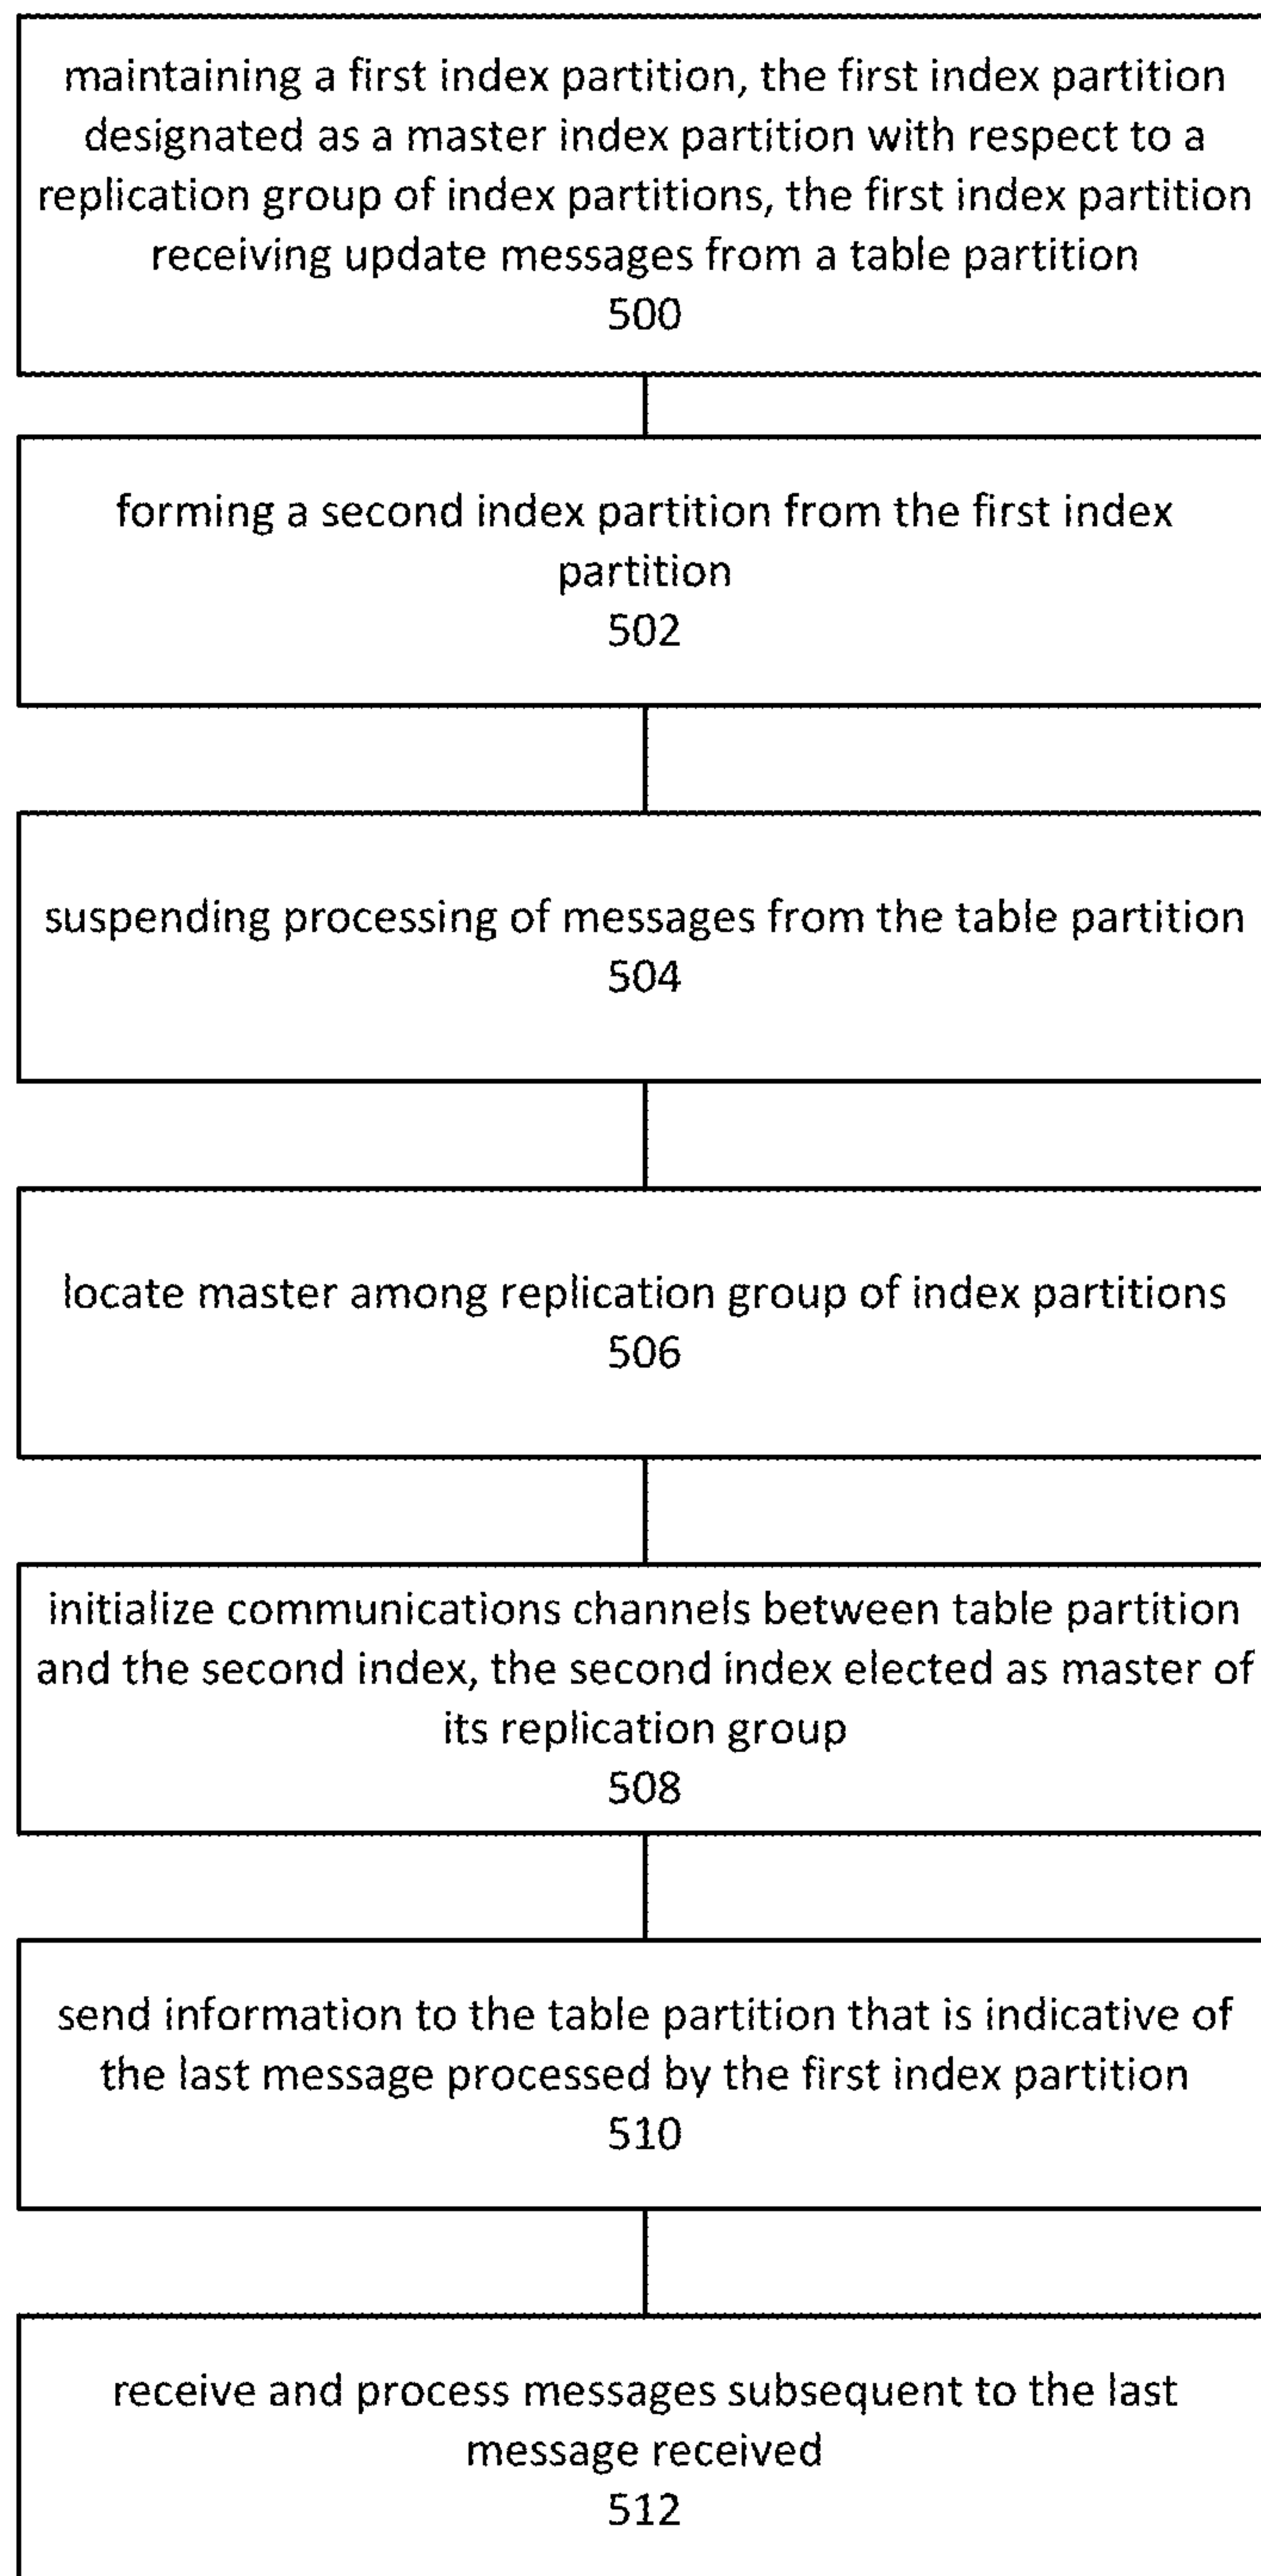 maintaining a first index partition, the first index partition
designated as a master index partition with respect to a
replication group of index partitions, the first index partition
receiving update messages from a table partition
500
forming a second index partition from the first index
partition
502
suspending processing of messages from the table partition
504
locate master among replication group of index partitions
506
initialize communications channels between table partition
and the second index, the second index elected as master of
its replication group
508
send information to the table partition that is indicative of
the last message processed by the first index partition
510
receive and process messages subsequent to the last
message received
512